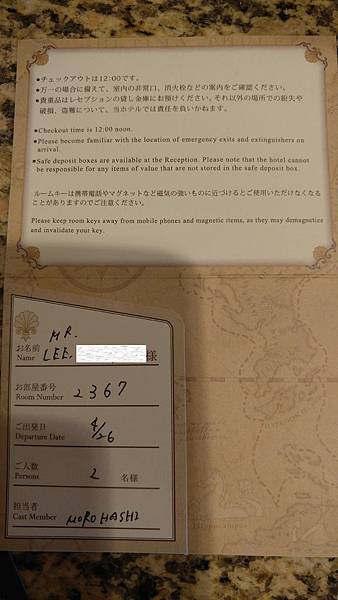 ●チェックアウトは12:00です。
●万一の場合に備えて、室内の非常口、消火栓などの案内をご確認ください。
●貴重品はレセプションの貸し金庫にお預けください。それ以外の場所での紛失や
破損、盗難について、当ホテルでは責任を負いかねます。
●Checkout time is 12:00 noon.
●Please become familiar with the location of emergency exits and extinguishers on
arrival.
●Safe deposit boxes are available at the Reception. Please note that the hotel cannot
be responsible for any items of value that are not stored in the safe deposit box.
ルームキーは携帯電話やマグネットなど磁気の強いものに近づけるとご使用いただけなくなる
ことがありますのでご注意ください。
Please keep room keys away from mobile phones and magnetic items, as they may demagnetize
and invalidate your key.
MR.
お名前 LEE, 様
Name
お部屋番号
Room Number 2367
ご出発日
Departure Date 4/26
ご人数
Persons 2 名様
担当者
Cast Member MOROHASHI